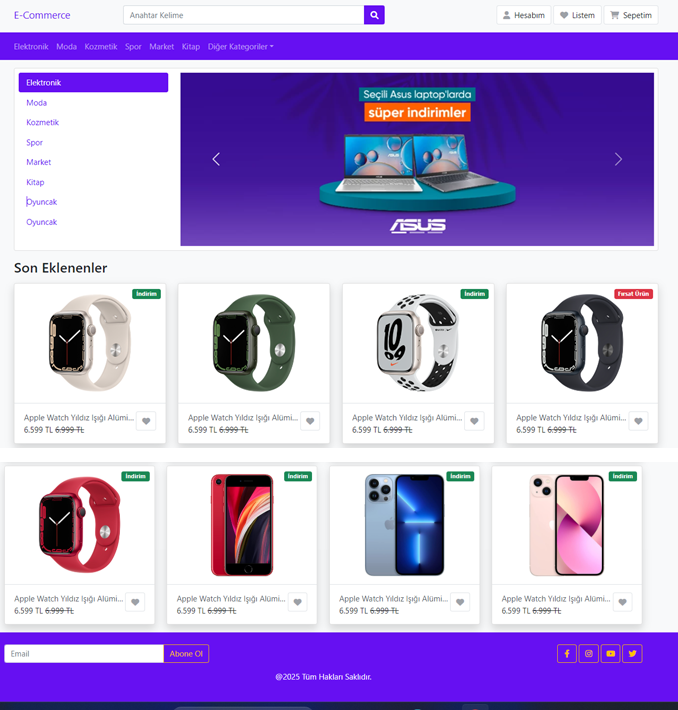 E-Commerce
Anahtar Kelime
Hesabım
Listem
Sepetim
Elektronik Moda Kozmetik Spor Market Kitap Diğer Kategoriler
Elektronik
Moda
Kozmetik
Spor
Market
Kitap
Oyuncak
Oyuncak
Seçili Asus laptop'larda
süper indirimler
ASUS
Son Eklenenler
İndirim
Apple Watch Yıldız Işığı Alümi...
6.599 TL 6.999 TL
Apple Watch Yıldız Işığı Alümi...
6.599 TL 6.999 TL
İndirim
10
Apple Watch Yıldız Işığı Alümi...
6.599 TL 6.999 TL
Fırsat Ürün
Apple Watch Yıldız Işığı Alümi...
6.599 TL 6.999 TL
İndirim
Apple Watch Yıldız Işığı Alümi...
6.599 TL 6.999 TL
İndirim
Apple Watch Yıldız Işığı Alümi...
6.599 TL 6.999 TL
İndirim
Apple Watch Yıldız Işığı Alümi...
6.599 TL 6.999 TL
İndirim
Apple Watch Yıldız Işığı Alümi...
6.599 TL 6.999 TL
Email
Abone Ol
@2025 Tüm Hakları Saklıdır.